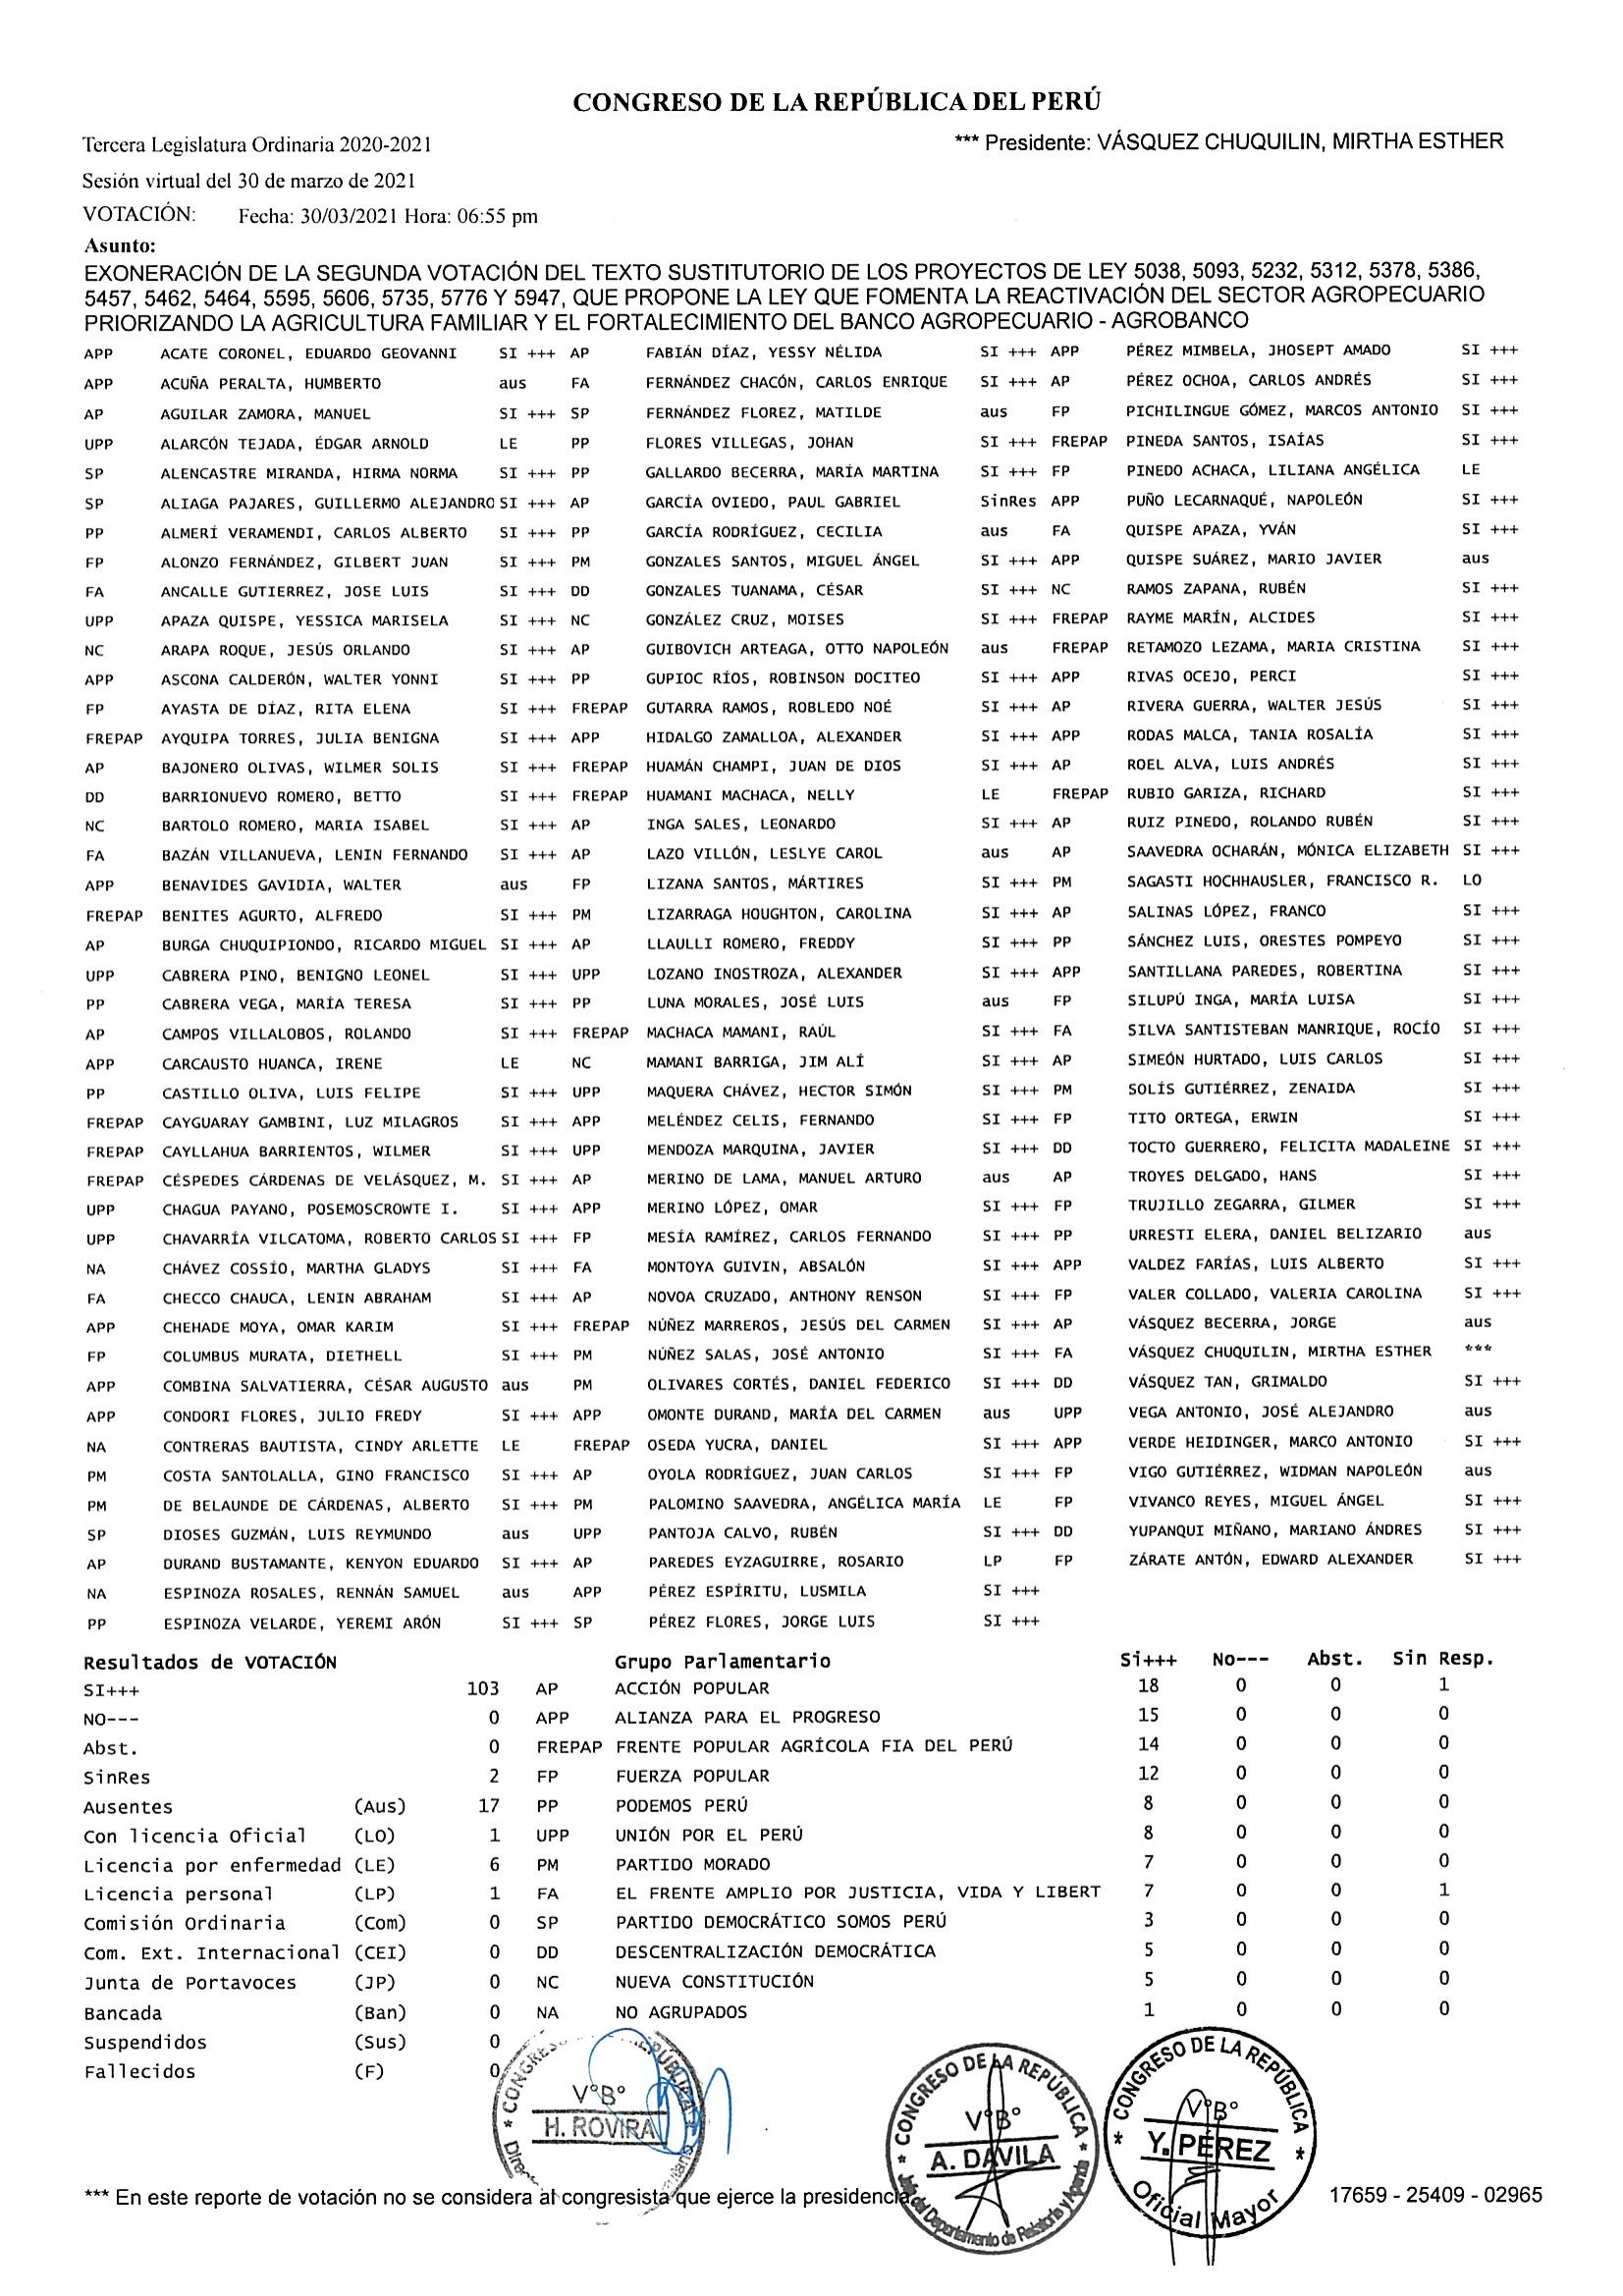 CONGRESO DE LA REPÚBLICA DEL PERÚ
Tercera Legislatura Ordinaria 2020-2021 *** Presidente: VÁSQUEZ CHUQUILIN, MIRTHA ESTHER
Sesión virtual del 30 de marzo de 2021
VOTACIÓN: Fecha: 30/03/2021 Hora: 06:55 pm
Asunto:
EXONERACIÓN DE LA SEGUNDA VOTACIÓN DEL TEXTO SUSTITUTORIO DE LOS PROYECTOS DE LEY 5038, 5093, 5232, 5312, 5378, 5386,
5457, 5462, 5464, 5595, 5606, 5735, 5776 Y 5947, QUE PROPONE LA LEY QUE FOMENTA LA REACTIVACIÓN DEL SECTOR AGROPECUARIO
PRIORIZANDO LA AGRICULTURA FAMILIAR Y EL FORTALECIMIENTO DEL BANCO AGROPECUARIO - AGROBANCO
APP ACATE CORONEL, EDUARDO GEOVANNI SI +++ AP FABIÁN DÍAZ, YESSY NÉLIDA SI +++ APP PÉREZ MIMBELA, JHOSEPT AMADO SI +++
APP ACUÑA PERALTA, HUMBERTO aus FA FERNÁNDEZ CHACÓN, CARLOS ENRIQUE SI +++ AP PÉREZ OCHOA, CARLOS ANDRÉS SI +++
AP AGUILAR ZAMORA, MANUEL SI +++ SP FERNÁNDEZ FLOREZ, MATILDE aus FP PICHILINGUE GÓMEZ, MARCOS ANTONIO SI +++
UPP ALARCÓN TEJADA, ÉDGAR ARNOLD LE PP FLORES VILLEGAS, JOHAN SI +++ FREPAP PINEDA SANTOS, ISAÍAS SI +++
SP ALENCASTRE MIRANDA, HIRMA NORMA SI +++ PP GALLARDO BECERRA, MARÍA MARTINA SI +++ FP PINEDO ACHACA, LILIANA ANGÉLICA LE
SP ALIAGA PAJARES, GUILLERMO ALEJANDRO SI +++ AP GARCÍA OVIEDO, PAUL GABRIEL SinRes APP PUÑO LECARNAQUÉ, NAPOLEÓN SI +++
PP ALMERÍ VERAMENDI, CARLOS ALBERTO SI +++ PP GARCÍA RODRÍGUEZ, CECILIA aus FA QUISPE APAZA, YVÁN SI +++
FP ALONZO FERNÁNDEZ, GILBERT JUAN SI +++ PM GONZALES SANTOS, MIGUEL ÁNGEL SI +++ APP QUISPE SUÁREZ, MARIO JAVIER aus
FA ANCALLE GUTIERREZ, JOSE LUIS SI +++ DD GONZALES TUANAMA, CÉSAR SI +++ NC RAMOS ZAPANA, RUBÉN SI +++
UPP APAZA QUISPE, YESSICA MARISELA SI +++ NC GONZÁLEZ CRUZ, MOISES SI +++ FREPAP RAYME MARÍN, ALCIDES SI +++
NC ARAPA ROQUE, JESÚS ORLANDO SI +++ AP GUIBOVICH ARTEAGA, OTTO NAPOLEÓN aus FREPAP RETAMOZO LEZAMA, MARIA CRISTINA SI +++
APP ASCONA CALDERÓN, WALTER YONNI SI +++ PP GUPIOC RÍOS, ROBINSON DOCITEO SI +++ APP RIVAS OCEJO, PERCI SI +++
FP AYASTA DE DÍAZ, RITA ELENA SI +++ FREPAP GUTARRA RAMOS, ROBLEDO NOÉ SI +++ AP RIVERA GUERRA, WALTER JESÚS SI +++
FREPAP AYQUIPA TORRES, JULIA BENIGNA SI +++ APP HIDALGO ZAMALLOA, ALEXANDER SI +++ APP RODAS MALCA, TANIA ROSALÍA SI +++
AP BAJONERO OLIVAS, WILMER SOLIS SI +++ FREPAP HUAMÁN CHAMPI, JUAN DE DIOS SI +++ AP ROEL ALVA, LUIS ANDRÉS SI +++
DD BARRIONUEVO ROMERO, BETTO SI +++ FREPAP HUAMANI MACHACA, NELLY LE FREPAP RUBIO GARIZA, RICHARD SI +++
NC BARTOLO ROMERO, MARIA ISABEL SI +++ AP INGA SALES, LEONARDO SI +++ AP RUIZ PINEDO, ROLANDO RUBÉN SI +++
FA BAZÁN VILLANUEVA, LENIN FERNANDO SI +++ AP LAZO VILLÓN, LESLYE CAROL aus AP SAAVEDRA OCHARÁN, MÓNICA ELIZABETH SI +++
APP BENAVIDES GAVIDIA, WALTER aus FP LIZANA SANTOS, MÁRTIRES SI +++ PM SAGASTI HOCHHAUSLER, FRANCISCO R. LO
FREPAP BENITES AGURTO, ALFREDO SI +++ PM LIZARRAGA HOUGHTON, CAROLINA SI +++ AP SALINAS LÓPEZ, FRANCO SI +++
AP BURGA CHUQUIPIONDO, RICARDO MIGUEL SI +++ AP LLAULLI ROMERO, FREDDY SI +++ PP SÁNCHEZ LUIS, ORESTES POMPEYO SI +++
UPP CABRERA PINO, BENIGNO LEONEL SI +++ UPP LOZANO INOSTROZA, ALEXANDER SI +++ APP SANTILLANA PAREDES, ROBERTINA SI +++
PP CABRERA VEGA, MARÍA TERESA SI +++ PP LUNA MORALES, JOSÉ LUIS aus FP SILUPÚ INGA, MARÍA LUISA SI +++
AP CAMPOS VILLALOBOS, ROLANDO SI +++ FREPAP MACHACA MAMANI, RAÚL SI +++ FA SILVA SANTISTEBAN MANRIQUE, ROCÍO SI +++
APP CARCAUSTO HUANCA, IRENE LE NC MAMANI BARRIGA, JIM ALÍ SI +++ AP SIMEÓN HURTADO, LUIS CARLOS SI +++
PP CASTILLO OLIVA, LUIS FELIPE SI +++ UPP MAQUERA CHÁVEZ, HECTOR SIMÓN SI +++ PM SOLÍS GUTIÉRREZ, ZENAIDA SI +++
FREPAP CAYGUARAY GAMBINI, LUZ MILAGROS SI +++ APP MELÉNDEZ CELIS, FERNANDO SI +++ FP TITO ORTEGA, ERWIN SI +++
FREPAP CAYLLAHUA BARRIENTOS, WILMER SI +++ UPP MENDOZA MARQUINA, JAVIER SI +++ DD TOCTO GUERRERO, FELICITA MADALEINE SI +++
FREPAP CÉSPEDES CÁRDENAS DE VELÁSQUEZ, M. SI +++ AP MERINO DE LAMA, MANUEL ARTURO aus AP TROYES DELGADO, HANS SI +++
UPP CHAGUA PAYANO, POSEMOSCROWTE I. SI +++ APP MERINO LÓPEZ, OMAR SI +++ FP TRUJILLO ZEGARRA, GILMER SI +++
UPP CHAVARRÍA VILCATOMA, ROBERTO CARLOS SI +++ FP MESÍA RAMÍREZ, CARLOS FERNANDO SI +++ PP URRESTI ELERA, DANIEL BELIZARIO aus
NA CHÁVEZ COSSÍO, MARTHA GLADYS SI +++ FA MONTOYA GUIVIN, ABSALÓN SI +++ APP VALDEZ FARÍAS, LUIS ALBERTO SI +++
FA CHECCO CHAUCA, LENIN ABRAHAM SI +++ AP NOVOA CRUZADO, ANTHONY RENSON SI +++ FP VALER COLLADO, VALERIA CAROLINA SI +++
APP CHEHADE MOYA, OMAR KARIM SI +++ FREPAP NÚÑEZ MARREROS, JESÚS DEL CARMEN SI +++ AP VÁSQUEZ BECERRA, JORGE aus
FP COLUMBUS MURATA, DIETHELL SI +++ PM NÚÑEZ SALAS, JOSÉ ANTONIO SI +++ FA VÁSQUEZ CHUQUILIN, MIRTHA ESTHER ***
APP COMBINA SALVATIERRA, CÉSAR AUGUSTO aus PM OLIVARES CORTÉS, DANIEL FEDERICO SI +++ DD VÁSQUEZ TAN, GRIMALDO SI +++
APP CONDORI FLORES, JULIO FREDY SI +++ APP OMONTE DURAND, MARÍA DEL CARMEN aus UPP VEGA ANTONIO, JOSÉ ALEJANDRO aus
NA CONTRERAS BAUTISTA, CINDY ARLETTE LE FREPAP OSEDA YUCRA, DANIEL SI +++ APP VERDE HEIDINGER, MARCO ANTONIO SI +++
PM COSTA SANTOLALLA, GINO FRANCISCO SI +++ AP OYOLA RODRÍGUEZ, JUAN CARLOS SI +++ FP VIGO GUTIÉRREZ, WIDMAN NAPOLEÓN aus
PM DE BELAUNDE DE CÁRDENAS, ALBERTO SI +++ PM PALOMINO SAAVEDRA, ANGÉLICA MARÍA LE FP VIVANCO REYES, MIGUEL ÁNGEL SI +++
SP DIOSES GUZMÁN, LUIS REYMUNDO aus UPP PANTOJA CALVO, RUBÉN SI +++ DD YUPANQUI MIÑANO, MARIANO ÁNDRES SI +++
AP DURAND BUSTAMANTE, KENYON EDUARDO SI +++ AP PAREDES EYZAGUIRRE, ROSARIO LP FP ZÁRATE ANTÓN, EDWARD ALEXANDER SI +++
NA ESPINOZA ROSALES, RENNÁN SAMUEL aus APP PÉREZ ESPÍRITU, LUSMILA SI +++
PP ESPINOZA VELARDE, YEREMI ARÓN SI +++ SP PÉREZ FLORES, JORGE LUIS SI +++
Resultados de VOTACIÓN Grupo Parlamentario Si+++ No--- Abst. Sin Resp.
SI+++ 103 AP ACCIÓN POPULAR 18 0 0 1
NO--- 0 APP ALIANZA PARA EL PROGRESO 15 0 0 0
Abst. 0 FREPAP FRENTE POPULAR AGRÍCOLA FIA DEL PERÚ 14 0 0 0
SinRes 2 FP FUERZA POPULAR 12 0 0 0
Ausentes (Aus) 17 PP PODEMOS PERÚ 8 0 0 0
Con licencia Oficial (LO) 1 UPP UNIÓN POR EL PERÚ 8 0 0 0
Licencia por enfermedad (LE) 6 PM PARTIDO MORADO 7 0 0 0
Licencia personal (LP) 1 FA EL FRENTE AMPLIO POR JUSTICIA, VIDA Y LIBERT 7 0 0 1
Comisión Ordinaria (Com) 0 SP PARTIDO DEMOCRÁTICO SOMOS PERÚ 3 0 0 0
Com. Ext. Internacional (CEI) 0 DD DESCENTRALIZACIÓN DEMOCRÁTICA 5 0 0 0
Junta de Portavoces (JP) 0 NC NUEVA CONSTITUCIÓN 5 0 0 0
Bancada (Ban) 0 NA NO AGRUPADOS 1 0 0 0
Suspendidos (Sus) 0
Fallecidos (F) 0
V°B°
H. ROVIRA
CONGRESO DE LA REPÚBLICA
V°B°
A. DAVILA
Jefa del Departamento de Relatoría y Agenda
CONGRESO DE LA REPÚBLICA
V°B°
Y. PÉREZ
Oficial Mayor
*** En este reporte de votación no se considera al congresista que ejerce la presidencia 17659 - 25409 - 02965